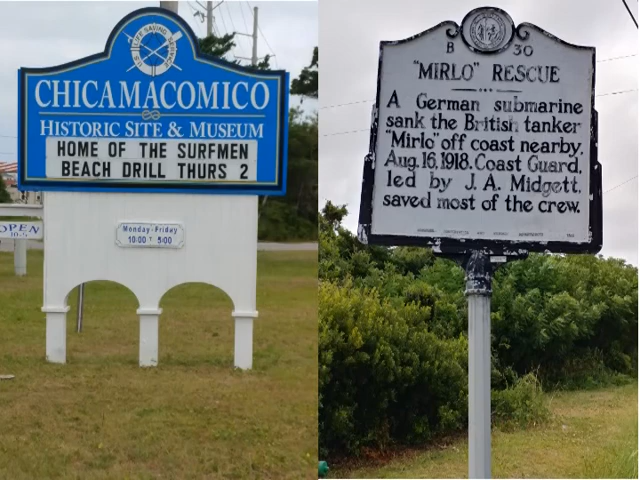 U.S. LIFE SAVING SERVICE
CHICAMACOMICO
HISTORIC SITE & MUSEUM
HOME OF THE SURFMEN
BEACH DRILL THURS 2
Monday-Friday
10:00 T 5:00
OPEN
10-5
B 30
"MIRLO" RESCUE
A German submarine
sank the British tanker
"Mirlo" off coast nearby,
Aug. 16, 1918. Coast Guard,
led by J. A. Midgett,
saved most of the crew.